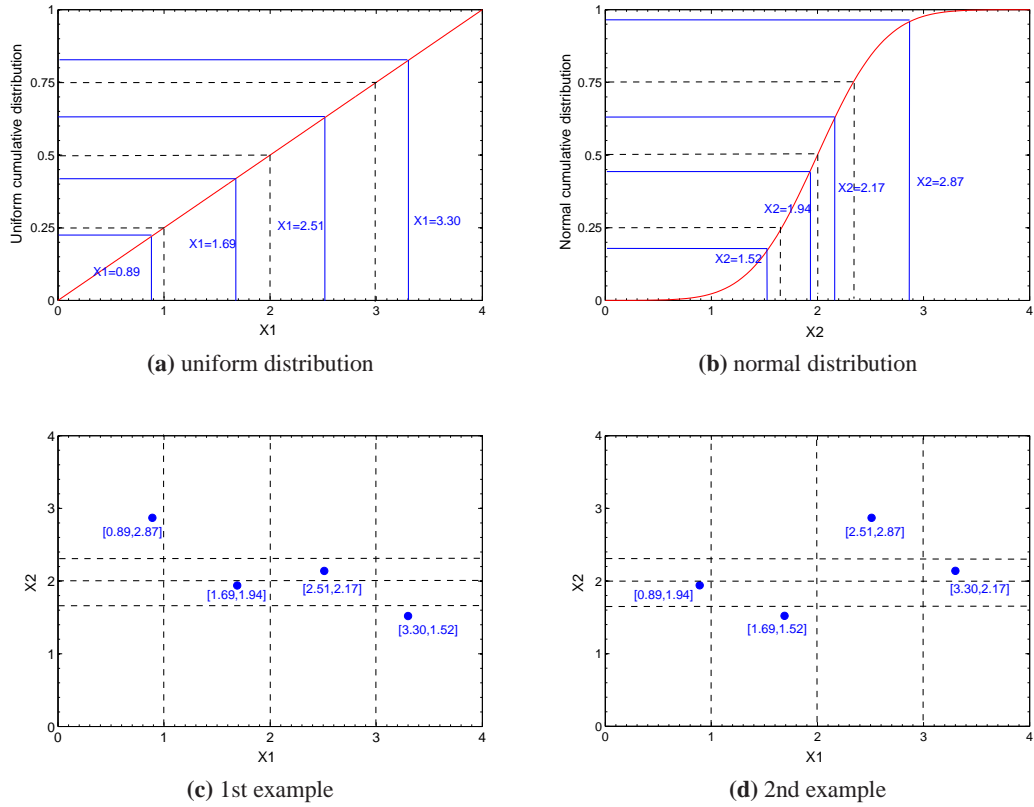 Uniform cumulative distribution
1
0.75
0.5
0.25
0
X1=0.89
X1=1.69
X1=2.51
X1=3.30
0 1 2 3 4
X1
(a) uniform distribution
Normal cumulative distribution
1
0.75
0.5
0.25
0
X2=1.52
X2=1.94
X2=2.17
X2=2.87
0 1 2 3 4
X2
(b) normal distribution
X2
4
3
2
1
0
[0.89,2.87]
[1.69,1.94]
[2.51,2.17]
[3.30,1.52]
0 1 2 3 4
X1
(c) 1st example
X2
4
3
2
1
0
[2.51,2.87]
[0.89,1.94]
[3.30,2.17]
[1.69,1.52]
0 1 2 3 4
X1
(d) 2nd example